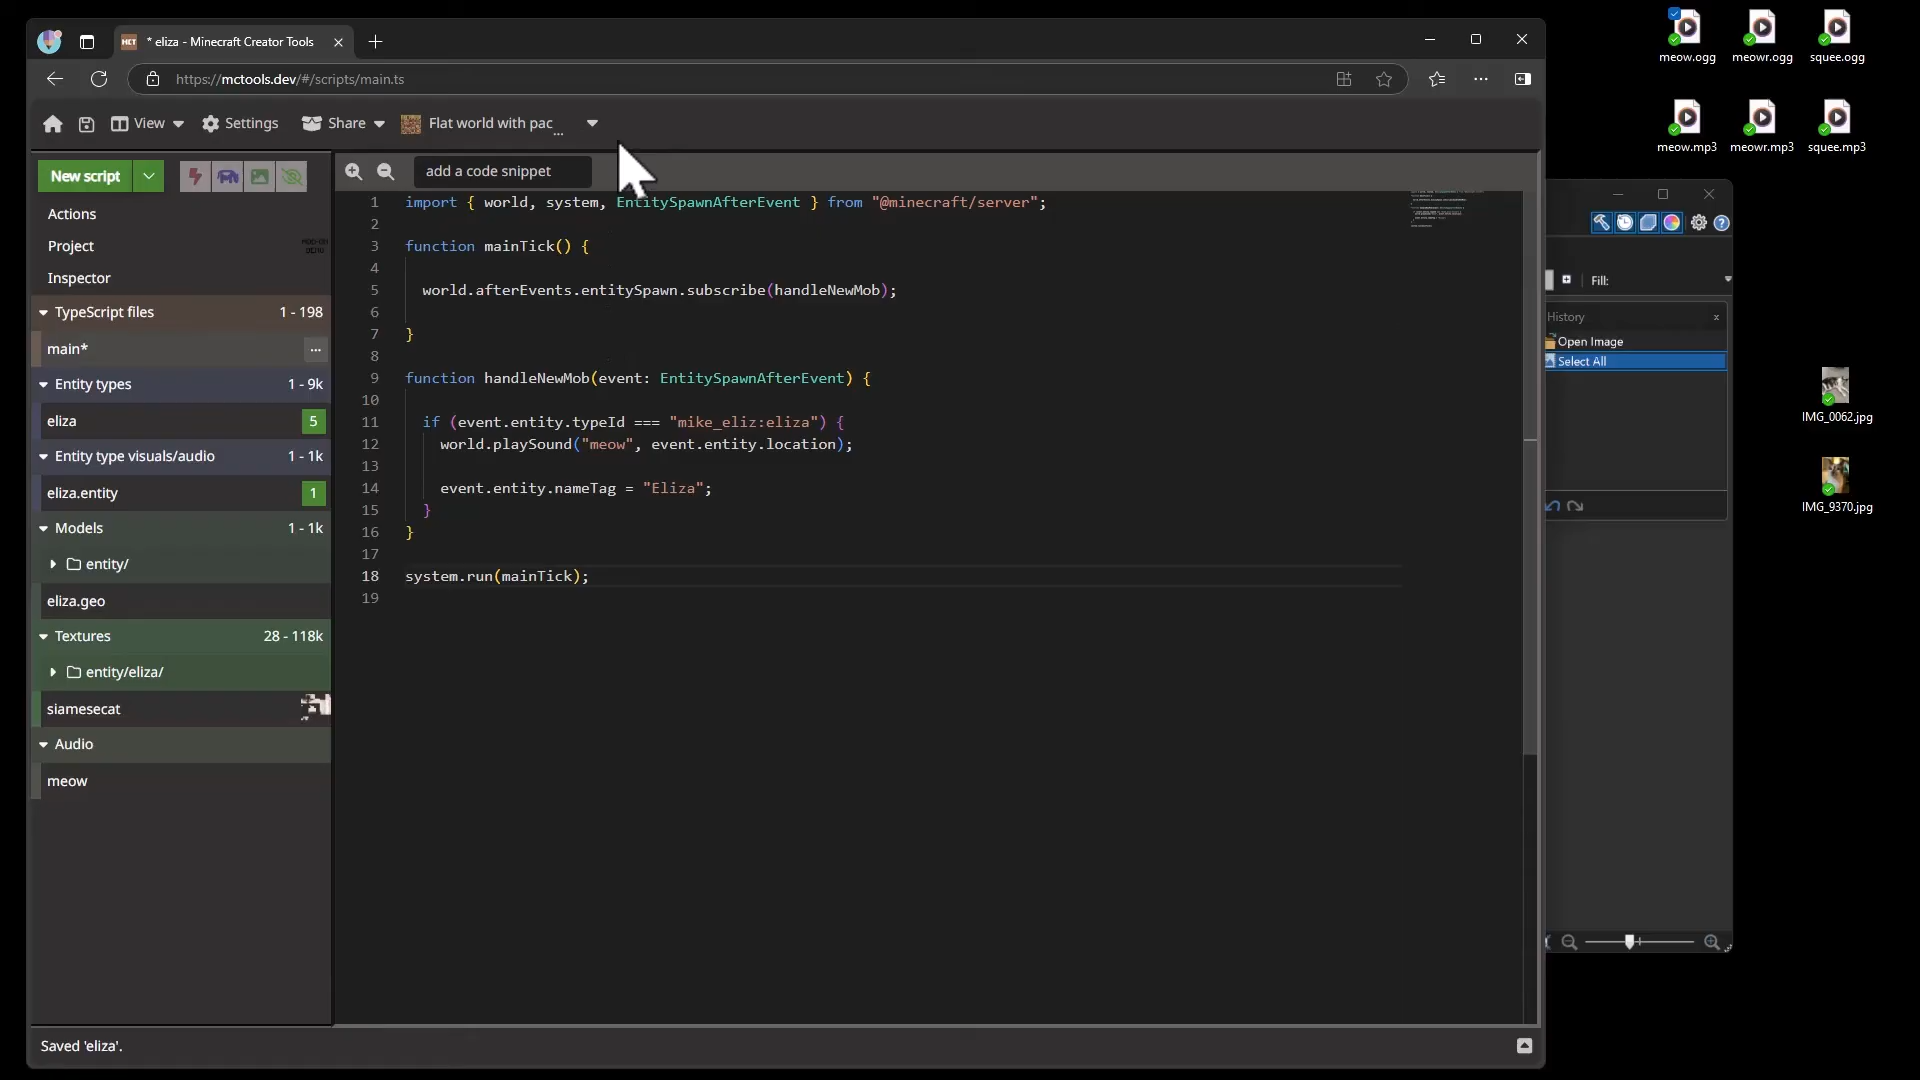 * eliza - Minecraft Creator Tools
https://mctools.dev/#/scripts/main.ts
View
Settings
Share
Flat world with pac...
New script
add a code snippet
Actions
Project
Inspector
TypeScript files 1 - 198
main*
Entity types 1 - 9k
eliza 5
Entity type visuals/audio 1 - 1k
eliza.entity 1
Models 1 - 1k
entity/
eliza.geo
Textures 28 - 118k
entity/eliza/
siamesecat
Audio
meow
1 import { world, system, EntitySpawnAfterEvent } from "@minecraft/server";
2
3 function mainTick() {
4
5 world.afterEvents.entitySpawn.subscribe(handleNewMob);
6
7 }
8
9 function handleNewMob(event: EntitySpawnAfterEvent) {
10
11 if (event.entity.typeId === "mike_eliz:eliza") {
12 world.playSound("meow", event.entity.location);
13
14 event.entity.nameTag = "Eliza";
15 }
16 }
17
18 system.run(mainTick);
19
Saved 'eliza'.
meow.ogg
meowr.ogg
squee.ogg
meow.mp3
meowr.mp3
squee.mp3
Fill:
History
Open Image
Select All
IMG_0062.jpg
IMG_9370.jpg